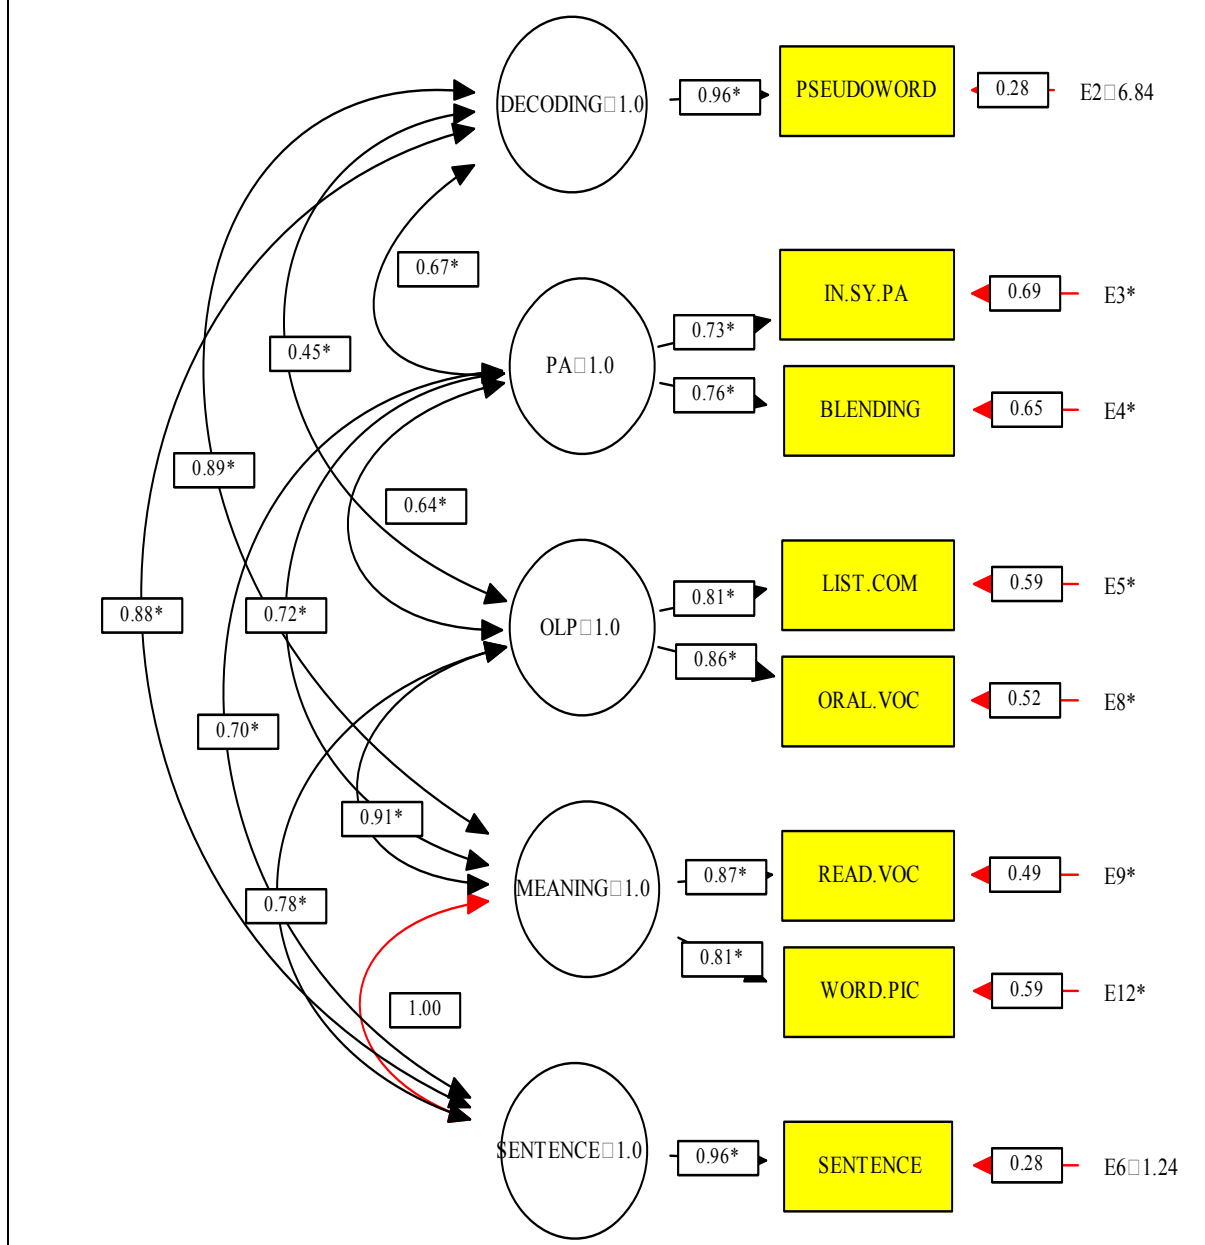 DECODING□1.0
0.96*
PSEUDOWORD
0.28
E2□6.84
0.67*
IN.SY.PA
0.69
E3*
0.73*
PA□1.0
0.45*
0.76*
BLENDING
0.65
E4*
0.89*
0.64*
LIST.COM
0.59
E5*
0.81*
0.88*
0.72*
OLP□1.0
0.86*
ORAL.VOC
0.52
E8*
0.70*
0.91*
READ.VOC
0.49
E9*
0.87*
MEANING□1.0
0.78*
0.81*
WORD.PIC
0.59
E12*
1.00
SENTENCE□1.0
0.96*
SENTENCE
0.28
E6□1.24